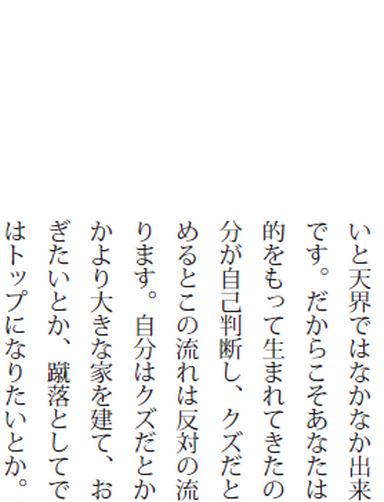 いと天界ではなかなか出来
です。だからこそあなたは
的をもって生まれてきたの
分が自己判断し、クズだと
めるとこの流れは反対の流
ります。自分はクズだとか
かより大きな家を建て、お
ぎたいとか、蹴落としてで
はトップになりたいとか。